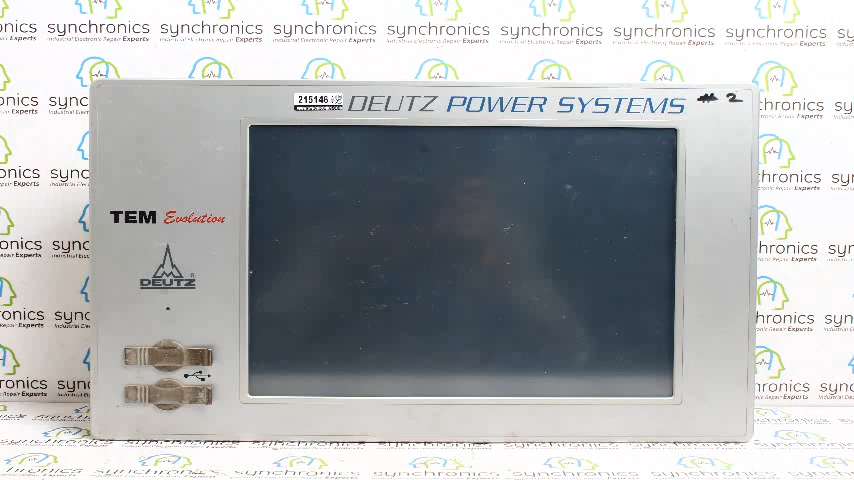 synchronics
Industrial Electronic Repair Experts
215146
DEUTZ POWER SYSTEMS
# 2
TEM Evolution
DEUTZ
®